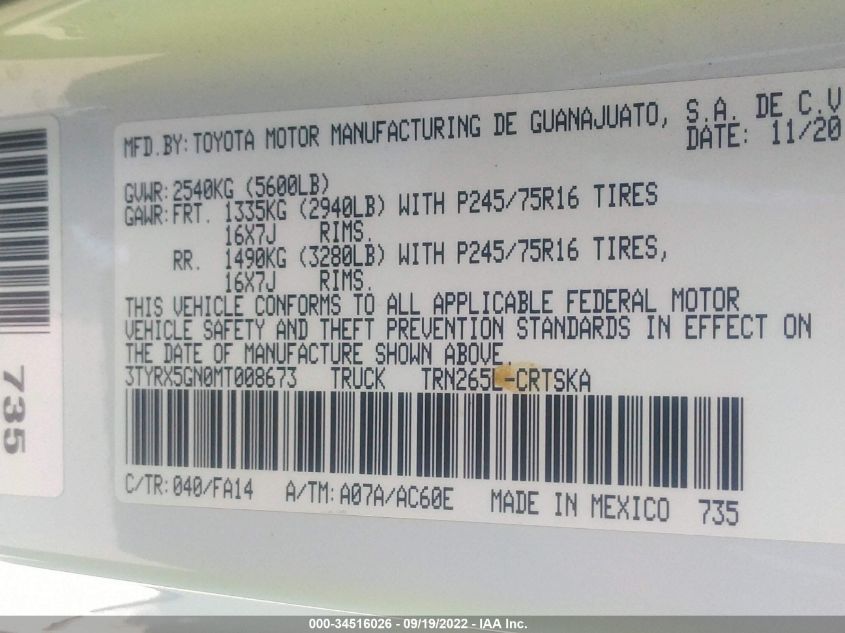 MFD.BY: TOYOTA MOTOR MANUFACTURING DE GUANAJUATO, S.A. DE C.V
DATE: 11/20
GVWR: 2540KG (5600LB)
GAWR: FRT. 1335KG (2940LB) WITH P245/75R16 TIRES
16X7J RIMS.
RR. 1490KG (3280LB) WITH P245/75R16 TIRES,
16X7J RIMS.
THIS VEHICLE CONFORMS TO ALL APPLICABLE FEDERAL MOTOR
VEHICLE SAFETY AND THEFT PREVENTION STANDARDS IN EFFECT ON
THE DATE OF MANUFACTURE SHOWN ABOVE.
3TYRX5GN0MT008673 TRUCK TRN265L-CRTSKA
C/TR: 040/FA14 A/TM: A07A/AC60E MADE IN MEXICO 735
735
000-34516026 - 09/19/2022 - IAA Inc.